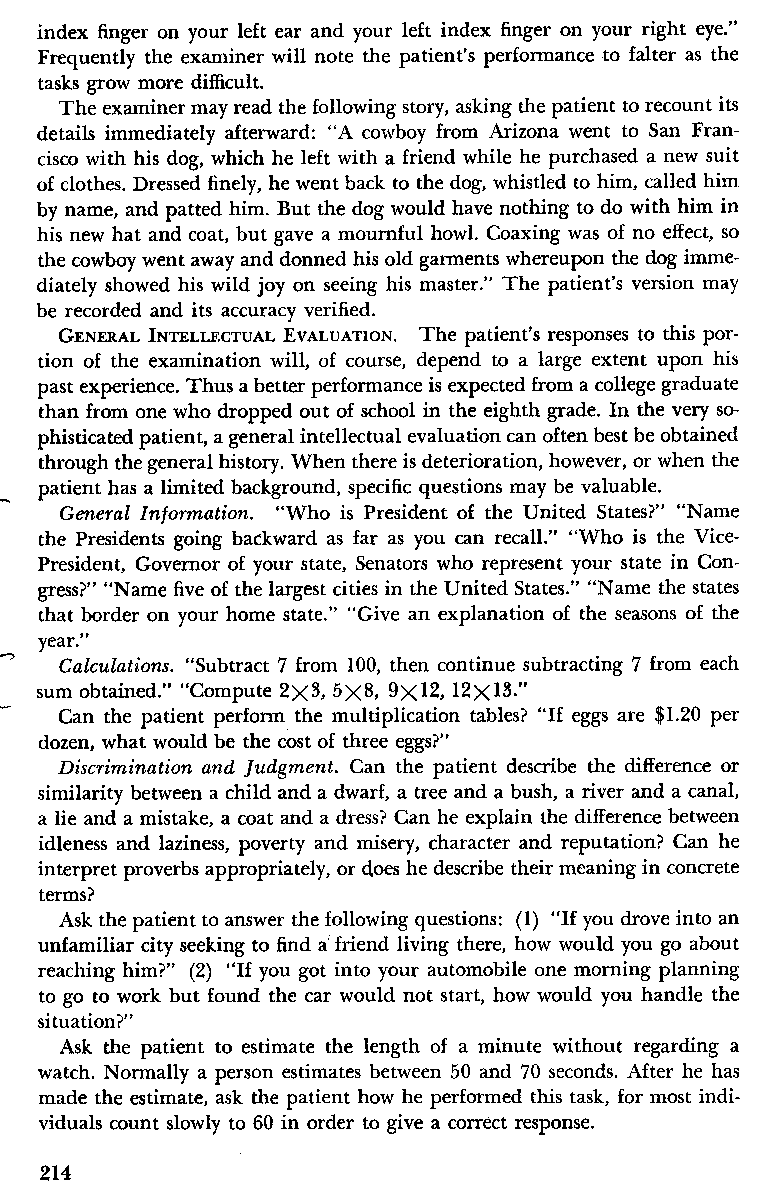 index finger on your left ear and your left index finger on your right eye."
Frequently the examiner will note the patient's performance to falter as the
tasks grow more difficult.
The examiner may read the following story, asking the patient to recount its
details immediately afterward: "A cowboy from Arizona went to San Fran-
cisco with his dog, which he left with a friend while he purchased a new suit
of clothes. Dressed finely, he went back to the dog, whistled to him, called him
by name, and patted him. But the dog would have nothing to do with him in
his new hat and coat, but gave a mournful howl. Coaxing was of no effect, so
the cowboy went away and donned his old garments whereupon the dog imme-
diately showed his wild joy on seeing his master." The patient's version may
be recorded and its accuracy verified.
GENERAL INTELLECTUAL EVALUATION. The patient's responses to this por-
tion of the examination will, of course, depend to a large extent upon his
past experience. Thus a better performance is expected from a college graduate
than from one who dropped out of school in the eighth grade. In the very so-
phisticated patient, a general intellectual evaluation can often best be obtained
through the general history. When there is deterioration, however, or when the
patient has a limited background, specific questions may be valuable.
General Information. "Who is President of the United States?" "Name
the Presidents going backward as far as you can recall." "Who is the Vice-
President, Governor of your state, Senators who represent your state in Con-
gress?" "Name five of the largest cities in the United States." "Name the states
that border on your home state." "Give an explanation of the seasons of the
year."
Calculations. "Subtract 7 from 100, then continue subtracting 7 from each
sum obtained." "Compute 2×3, 5×8, 9×12, 12×13."
Can the patient perform the multiplication tables? "If eggs are $1.20 per
dozen, what would be the cost of three eggs?"
Discrimination and Judgment. Can the patient describe the difference or
similarity between a child and a dwarf, a tree and a bush, a river and a canal,
a lie and a mistake, a coat and a dress? Can he explain the difference between
idleness and laziness, poverty and misery, character and reputation? Can he
interpret proverbs appropriately, or does he describe their meaning in concrete
terms?
Ask the patient to answer the following questions: (1) "If you drove into an
unfamiliar city seeking to find a friend living there, how would you go about
reaching him?" (2) "If you got into your automobile one morning planning
to go to work but found the car would not start, how would you handle the
situation?"
Ask the patient to estimate the length of a minute without regarding a
watch. Normally a person estimates between 50 and 70 seconds. After he has
made the estimate, ask the patient how he performed this task, for most indi-
viduals count slowly to 60 in order to give a correct response.
214